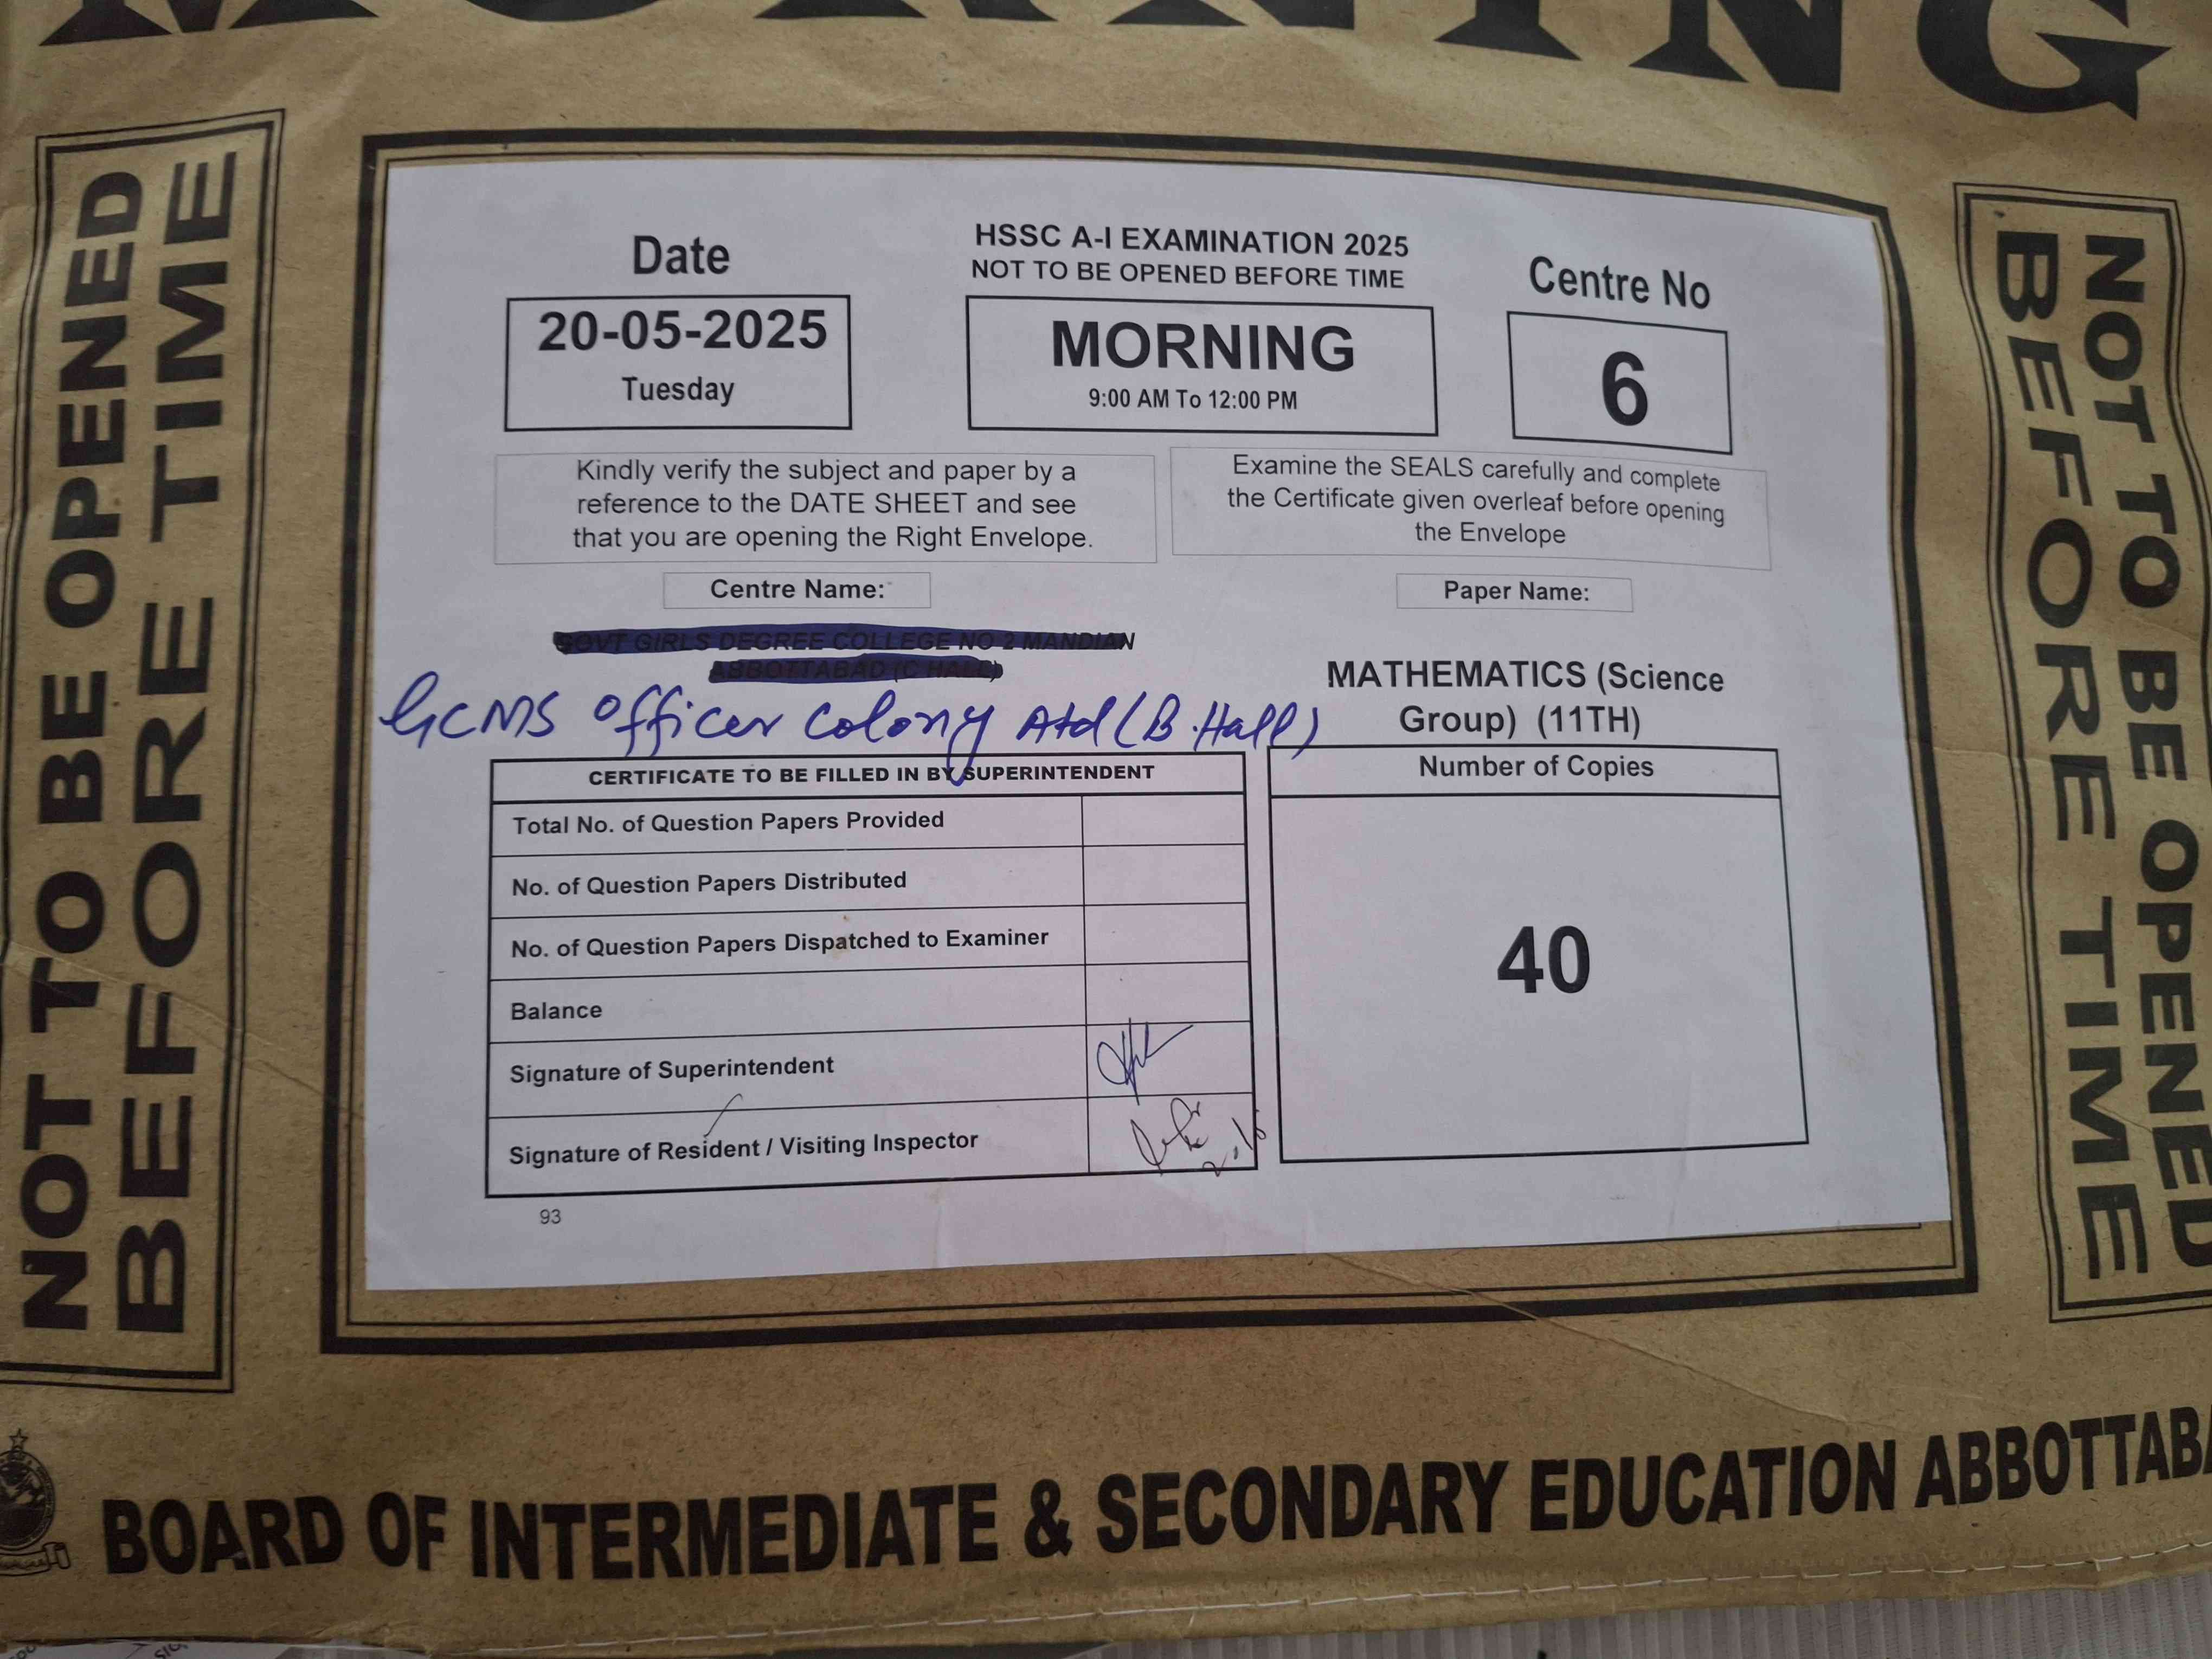 MORNING
NOT TO BE OPENED
BEFORE TIME
HSSC A-I EXAMINATION 2025
NOT TO BE OPENED BEFORE TIME
Date
20-05-2025
Tuesday
MORNING
9:00 AM To 12:00 PM
Centre No
6
Kindly verify the subject and paper by a
reference to the DATE SHEET and see
that you are opening the Right Envelope.
Examine the SEALS carefully and complete
the Certificate given overleaf before opening
the Envelope
Centre Name:
GOVT GIRLS DEGREE COLLEGE NO 2 MANDIAN
ABBOTTABAD (C HALL)
GCMS Officer Colony Atd (B.Hall)
Paper Name:
MATHEMATICS (Science
Group) (11TH)
CERTIFICATE TO BE FILLED IN BY SUPERINTENDENT
Total No. of Question Papers Provided
No. of Question Papers Distributed
No. of Question Papers Dispatched to Examiner
Balance
Signature of Superintendent
Signature of Resident / Visiting Inspector
Number of Copies
40
93
NOT TO BE OPENED
BEFORE TIME
BOARD OF INTERMEDIATE & SECONDARY EDUCATION ABBOTTABA